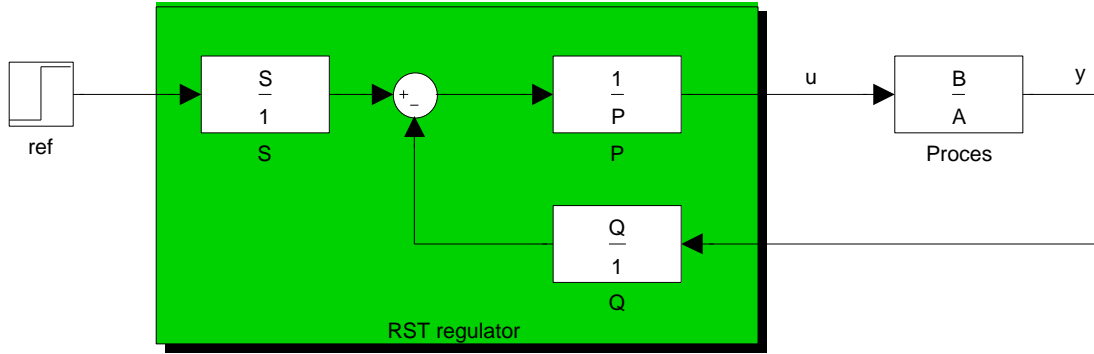 ref
S
1
S
+
−
1
P
P
u
B
A
Proces
y
Q
1
Q
RST regulator